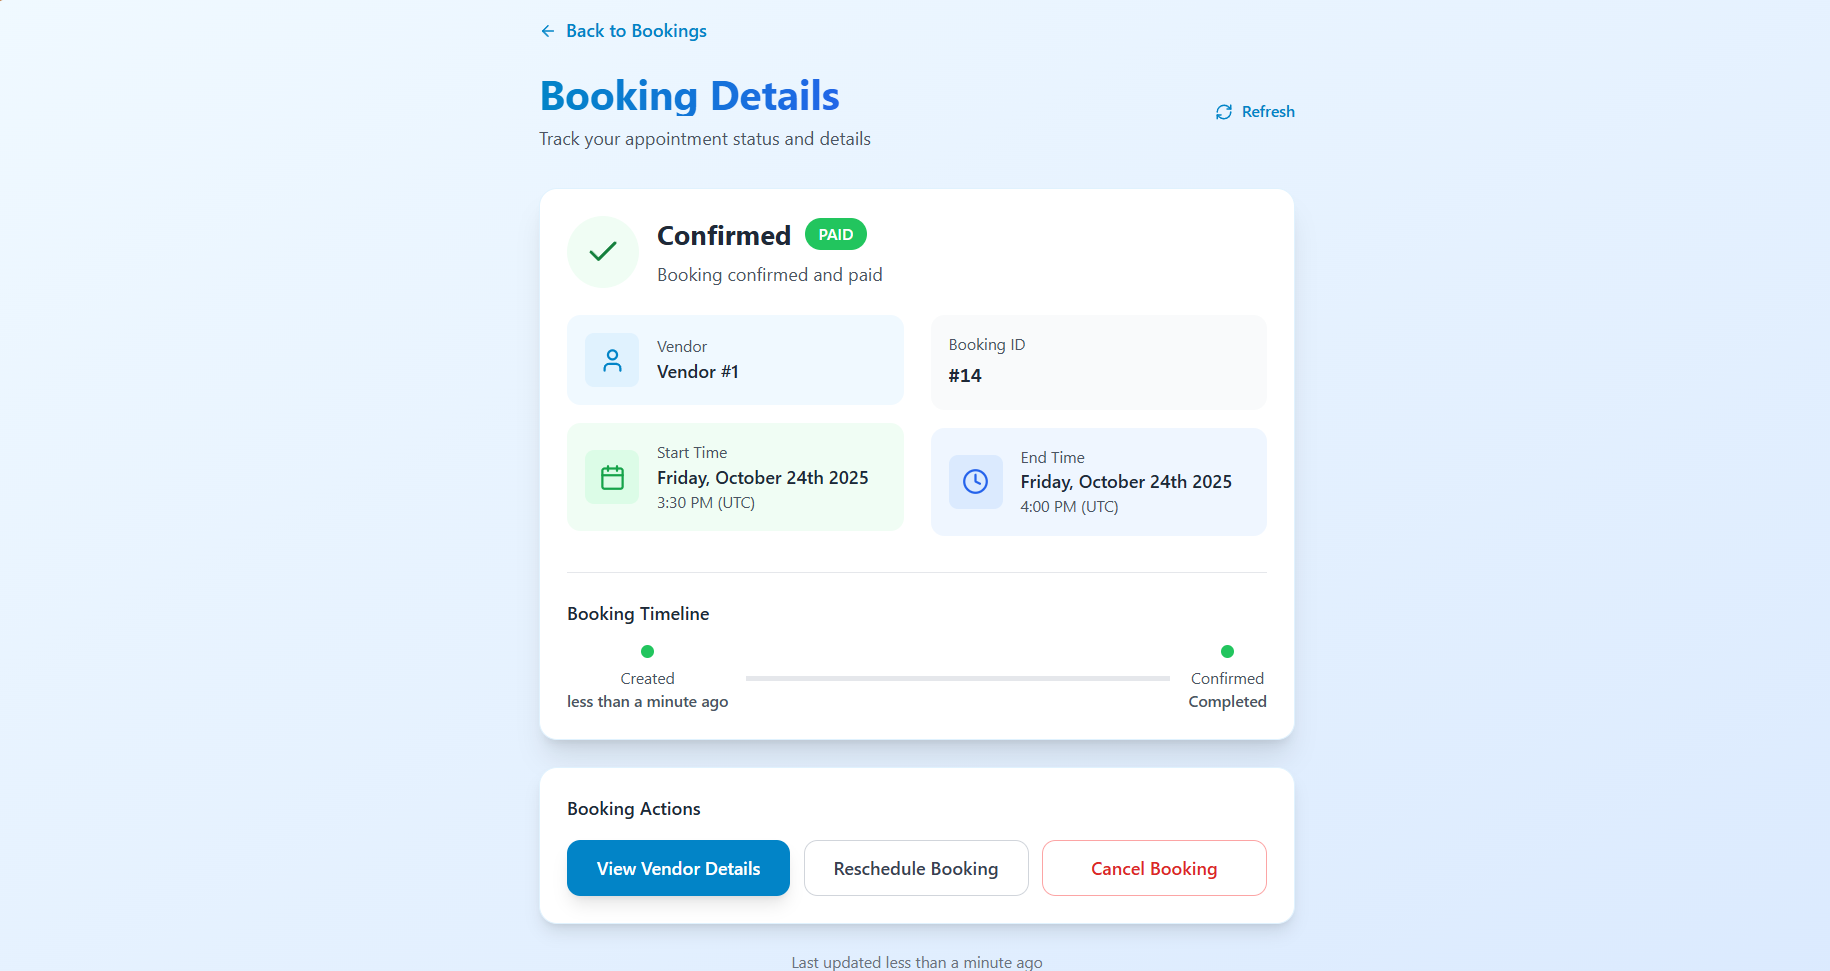 Back to Bookings
Booking Details
Refresh
Track your appointment status and details
Confirmed PAID
Booking confirmed and paid
Vendor
Vendor #1
Booking ID
#14
Start Time
Friday, October 24th 2025
3:30 PM (UTC)
End Time
Friday, October 24th 2025
4:00 PM (UTC)
Booking Timeline
Created
less than a minute ago
Confirmed
Completed
Booking Actions
View Vendor Details
Reschedule Booking
Cancel Booking
Last updated less than a minute ago